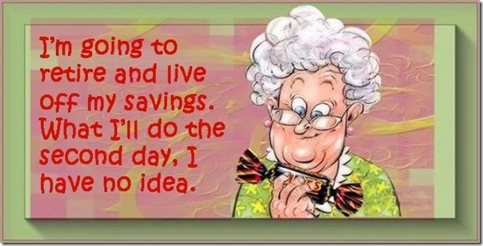 I'm going to
retire and live
off my savings.
What I'll do the
second day, I
have no idea.